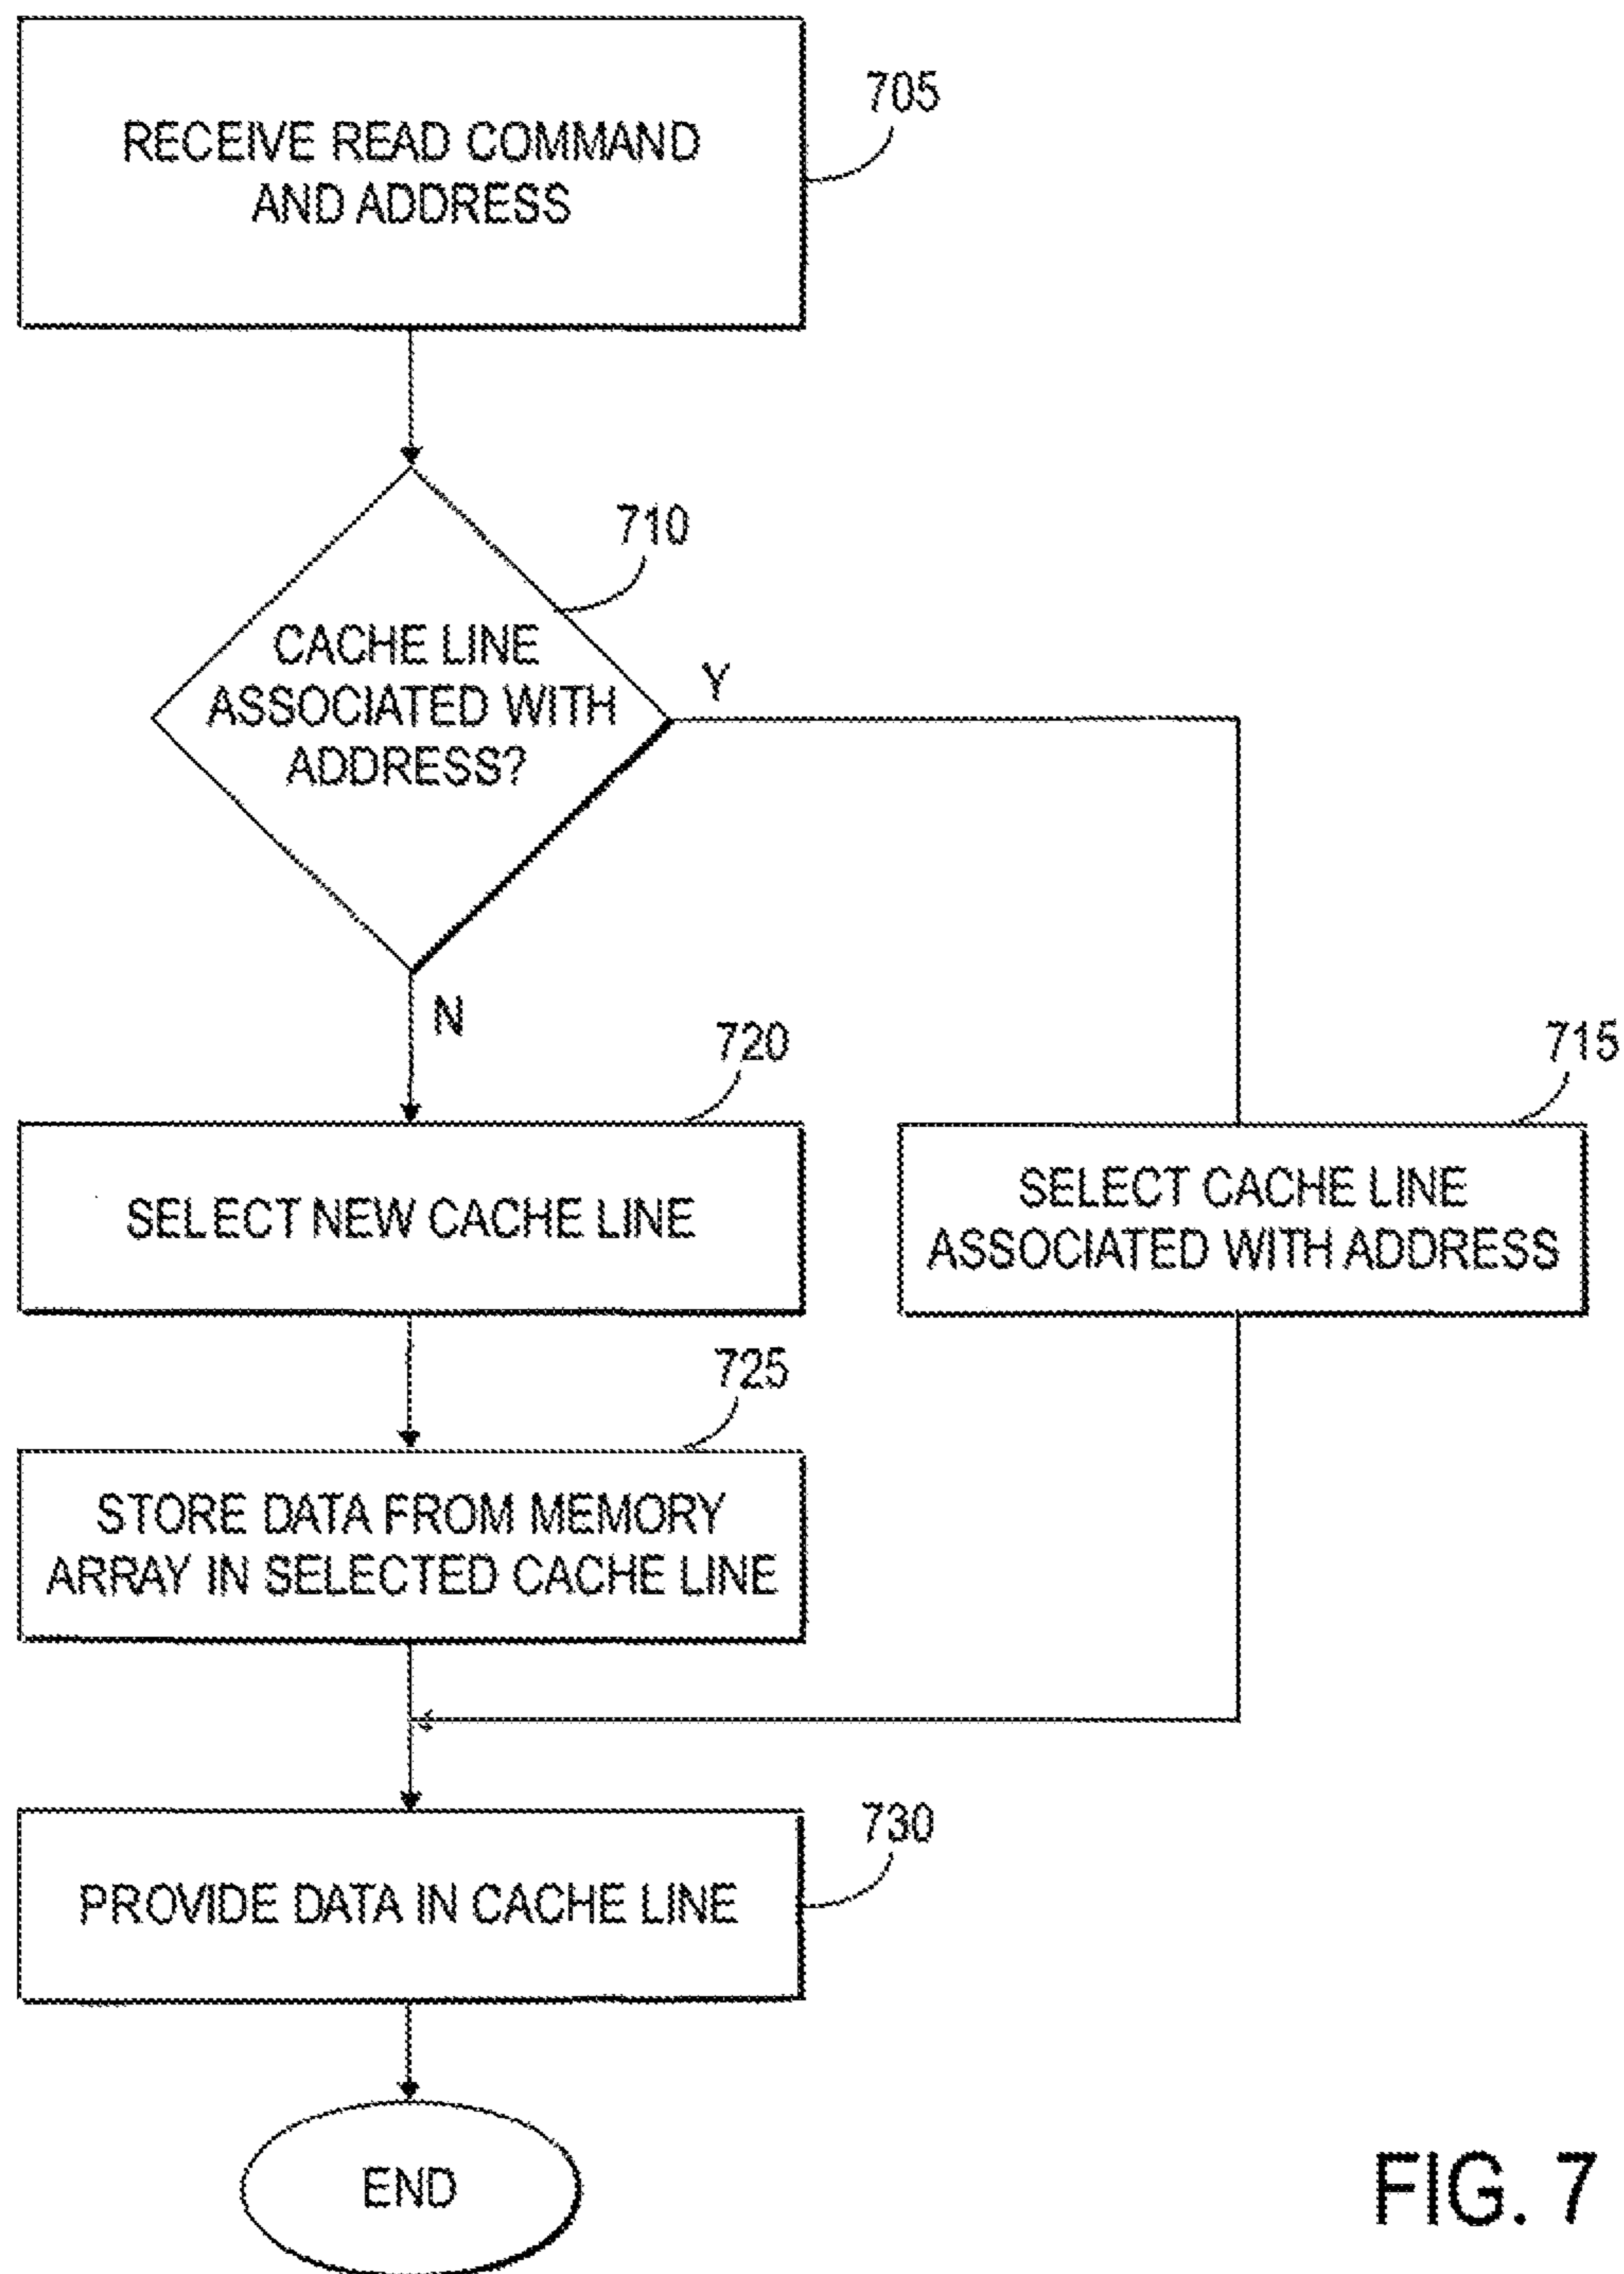 RECEIVE READ COMMAND
AND ADDRESS
705
710
CACHE LINE
ASSOCIATED WITH
ADDRESS?
Y
N
720
SELECT NEW CACHE LINE
715
SELECT CACHE LINE
ASSOCIATED WITH ADDRESS
725
STORE DATA FROM MEMORY
ARRAY IN SELECTED CACHE LINE
730
PROVIDE DATA IN CACHE LINE
END
FIG. 7